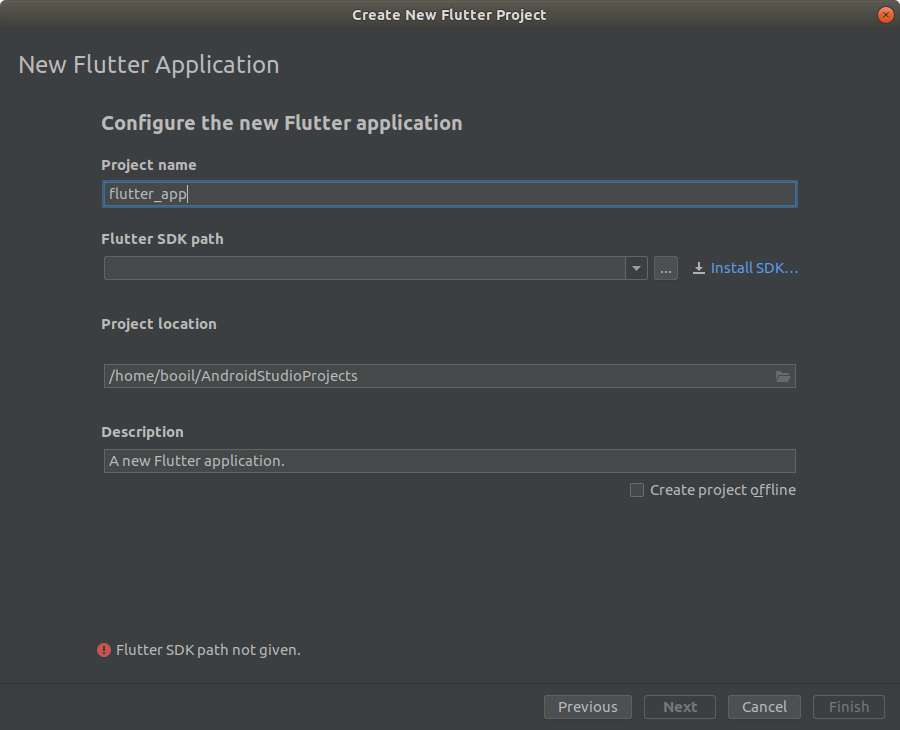 Create New Flutter Project
New Flutter Application
Configure the new Flutter application
Project name
flutter_app
Flutter SDK path
... Install SDK...
Project location
/home/booil/AndroidStudioProjects
Description
A new Flutter application.
Create project offline
Flutter SDK path not given.
Previous Next Cancel Finish